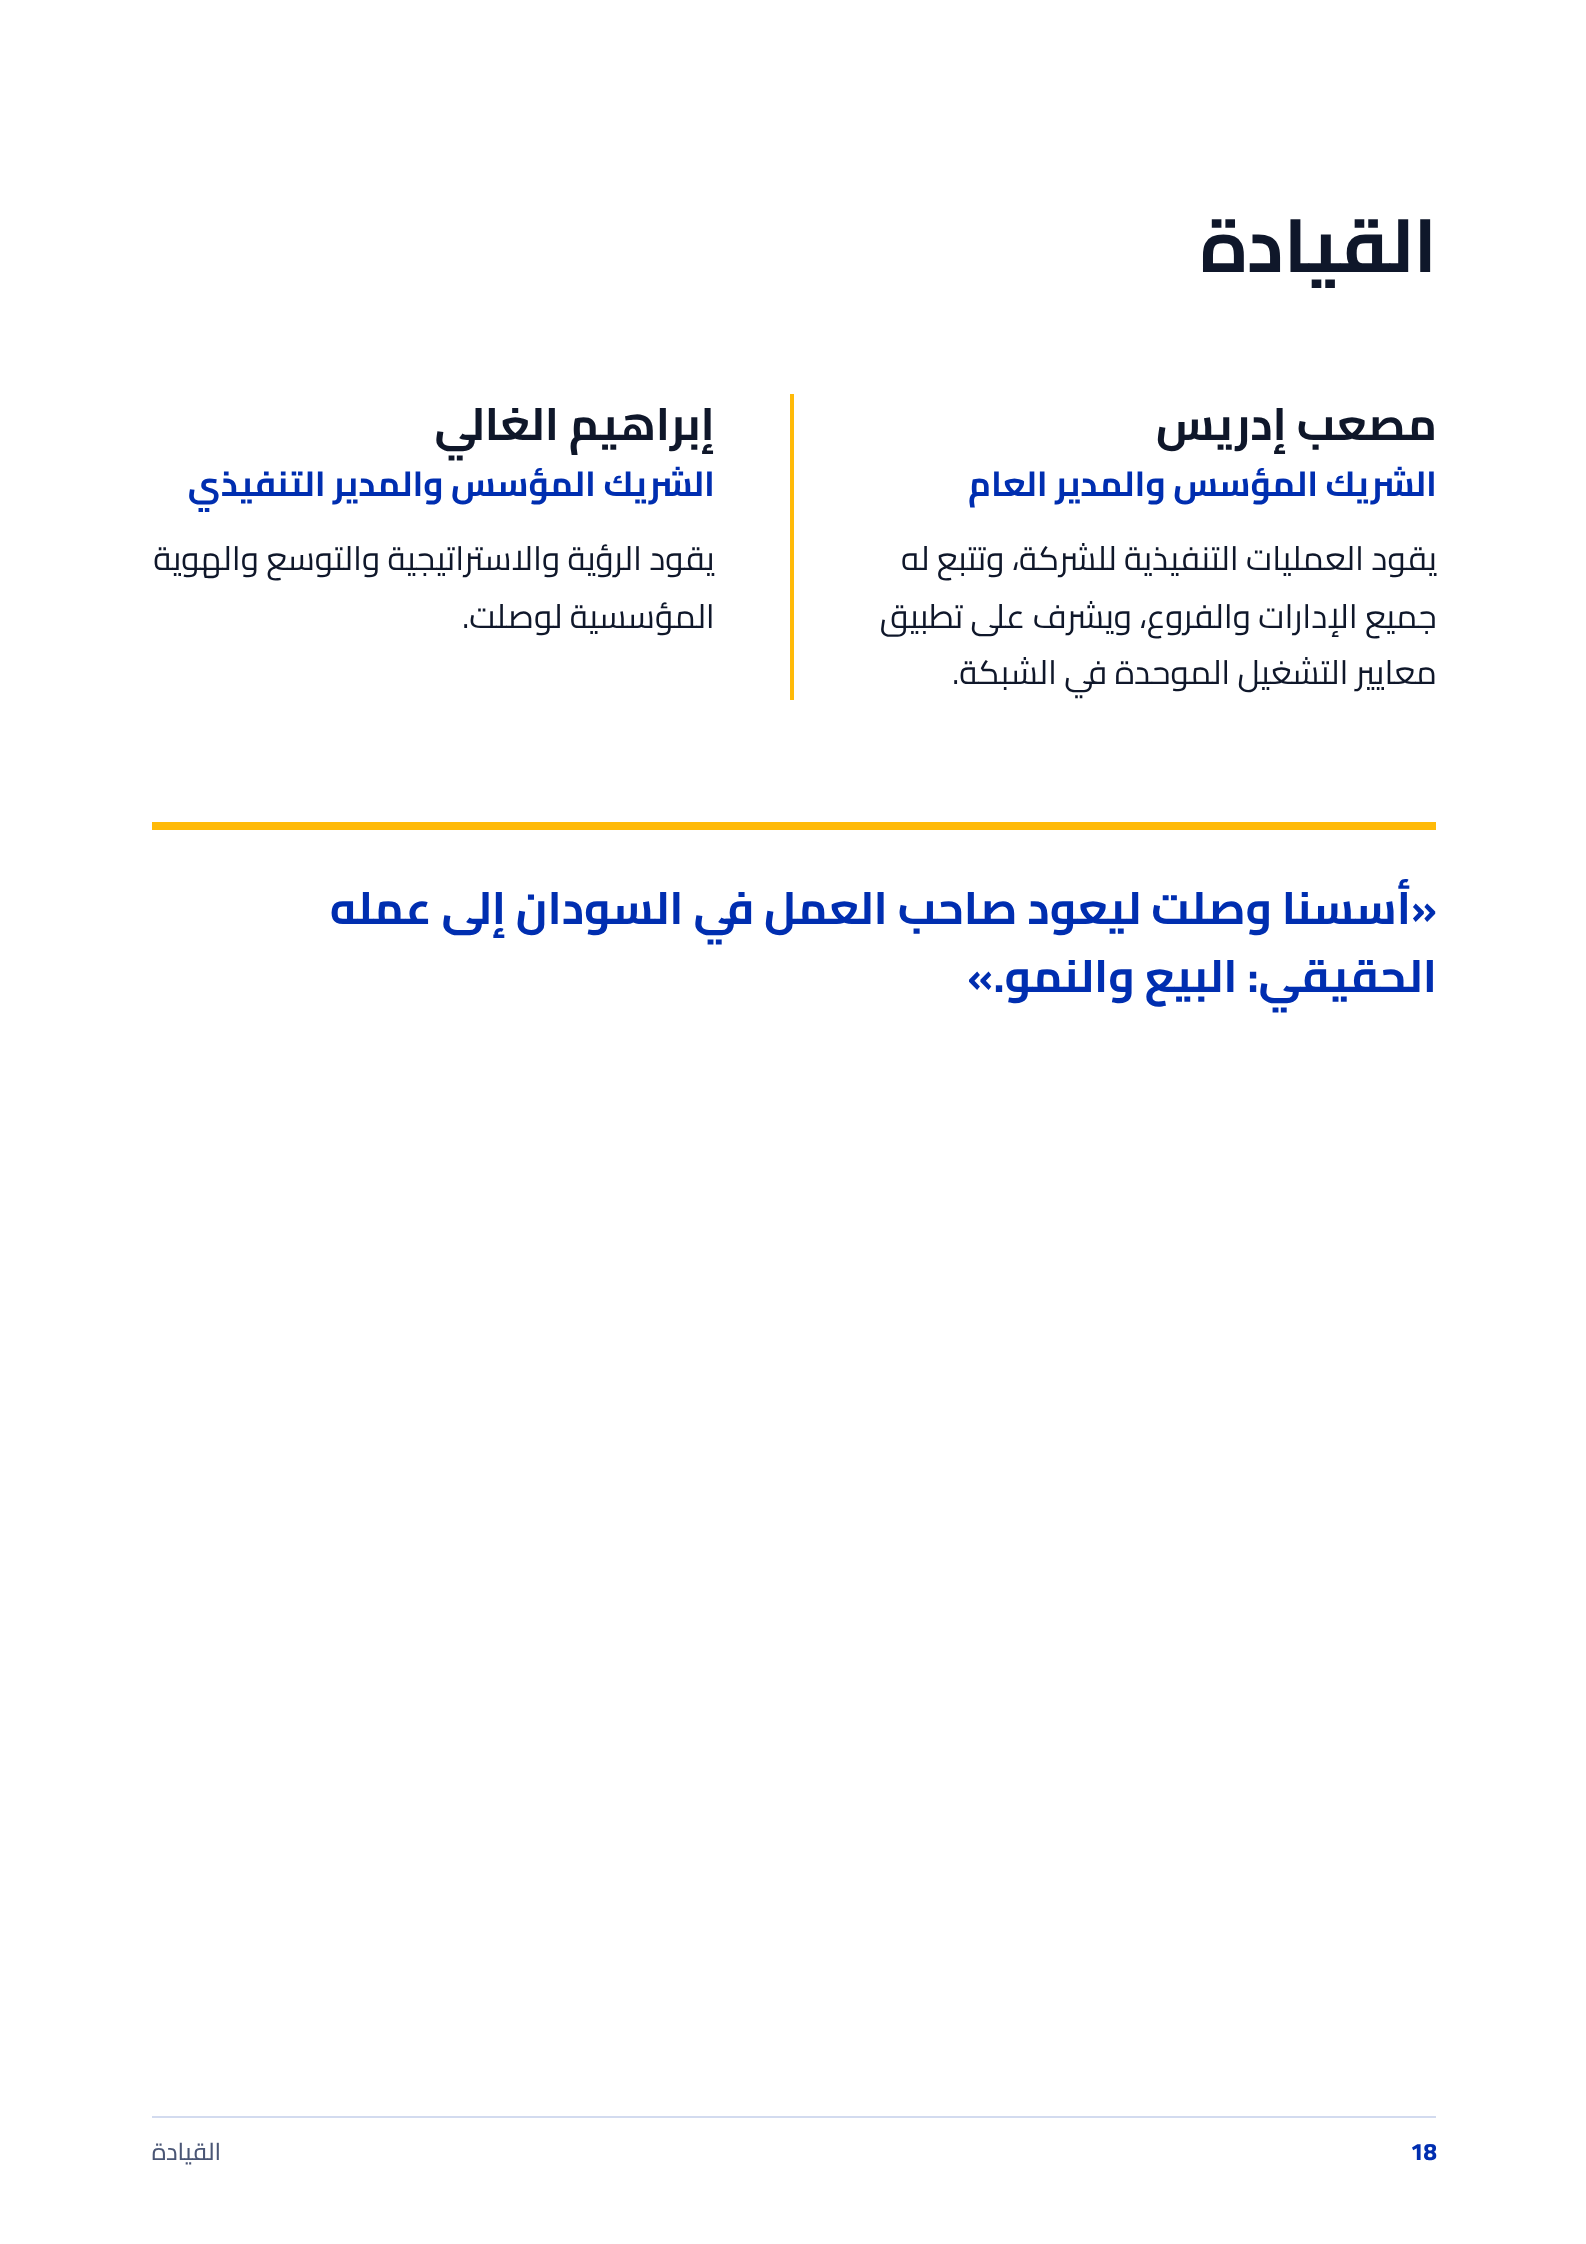 القيادة
مصعب إدريس
الشريك المؤسس والمدير العام
يقود العمليات التنفيذية للشركة، وتتبع له
جميع الإدارات والفروع، ويشرف على تطبيق
معايير التشغيل الموحدة في الشبكة.
إبراهيم الغالي
الشريك المؤسس والمدير التنفيذي
يقود الرؤية والاستراتيجية والتوسع والهوية
المؤسسية لوصلت.
«أسسنا وصلت ليعود صاحب العمل في السودان إلى عمله
الحقيقي: البيع والنمو.»
18
القيادة